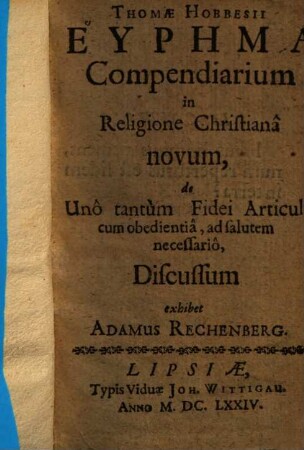 THOMÆ HOBBESII
ΕΥΡΗΜΑ
Compendiarium
in
Religione Christianâ
novum,
de
Unô tantùm Fidei Articul
cum obedientiâ, ad salutem
necessariô,
Discussum
exhibet
ADAMUS RECHENBERG.
LIPSIÆ,
Typis Viduæ JOH. WITTIGAU.
ANNO M. DC. LXXIV.